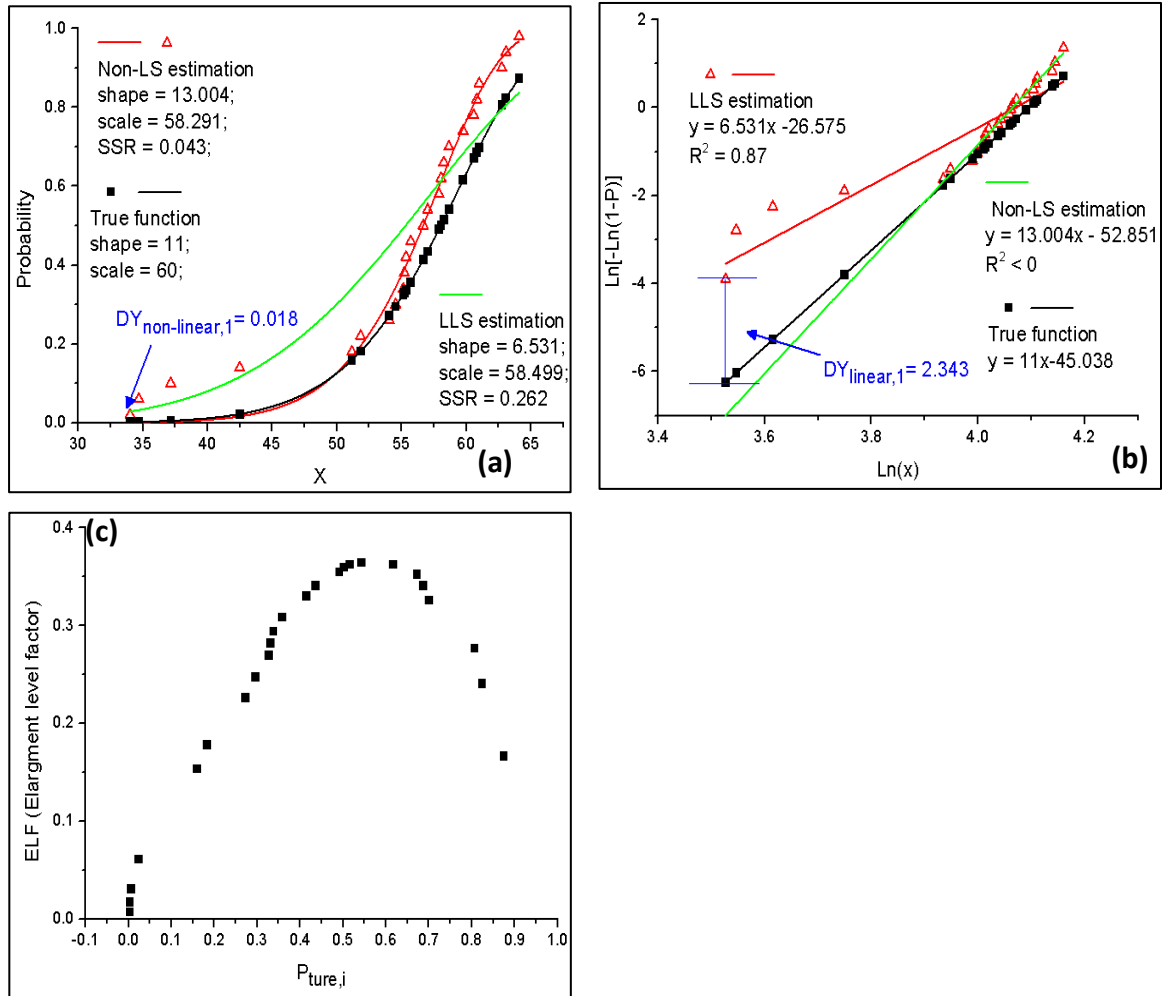 Non-LS estimation
shape = 13.004;
scale = 58.291;
SSR = 0.043;
True function
shape = 11;
scale = 60;
DY non-linear,1 = 0.018
LLS estimation
shape = 6.531;
scale = 58.499;
SSR = 0.262
(a)
Probability
1.0
0.8
0.6
0.4
0.2
0.0
30 35 40 45 50 55 60 65
X
LLS estimation
y = 6.531x -26.575
R² = 0.87
Non-LS estimation
y = 13.004x - 52.851
R² < 0
True function
y = 11x-45.038
DY linear,1 = 2.343
(b)
Ln[-Ln(1-P)]
2
0
-2
-4
-6
3.4 3.6 3.8 4.0 4.2
Ln(x)
(c)
ELF (Elargment level factor)
0.4
0.3
0.2
0.1
0.0
-0.1 0.0 0.1 0.2 0.3 0.4 0.5 0.6 0.7 0.8 0.9 1.0
P ture,i